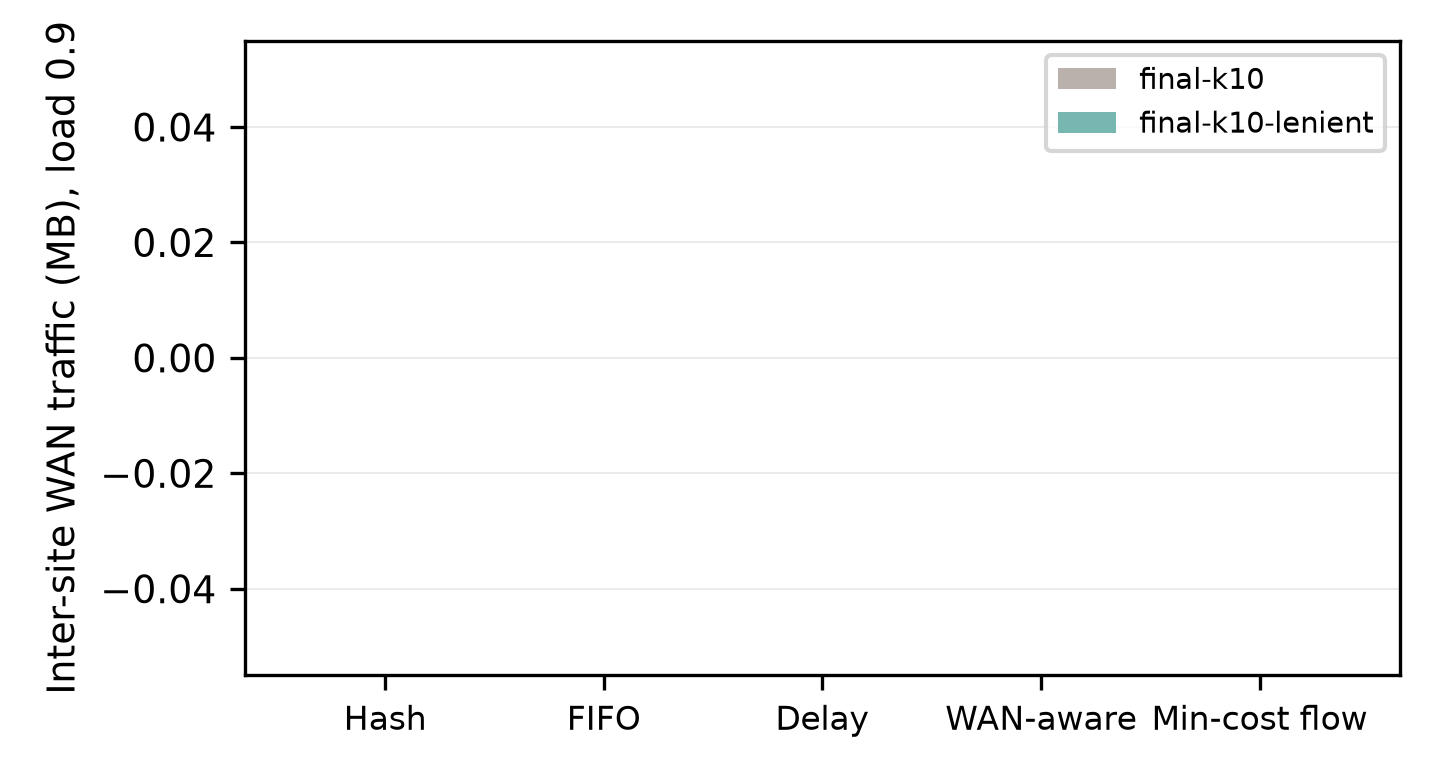 Inter-site WAN traffic (MB), load 0.9
0.04
0.02
0.00
−0.02
−0.04
final-k10
final-k10-lenient
Hash FIFO Delay WAN-aware Min-cost flow